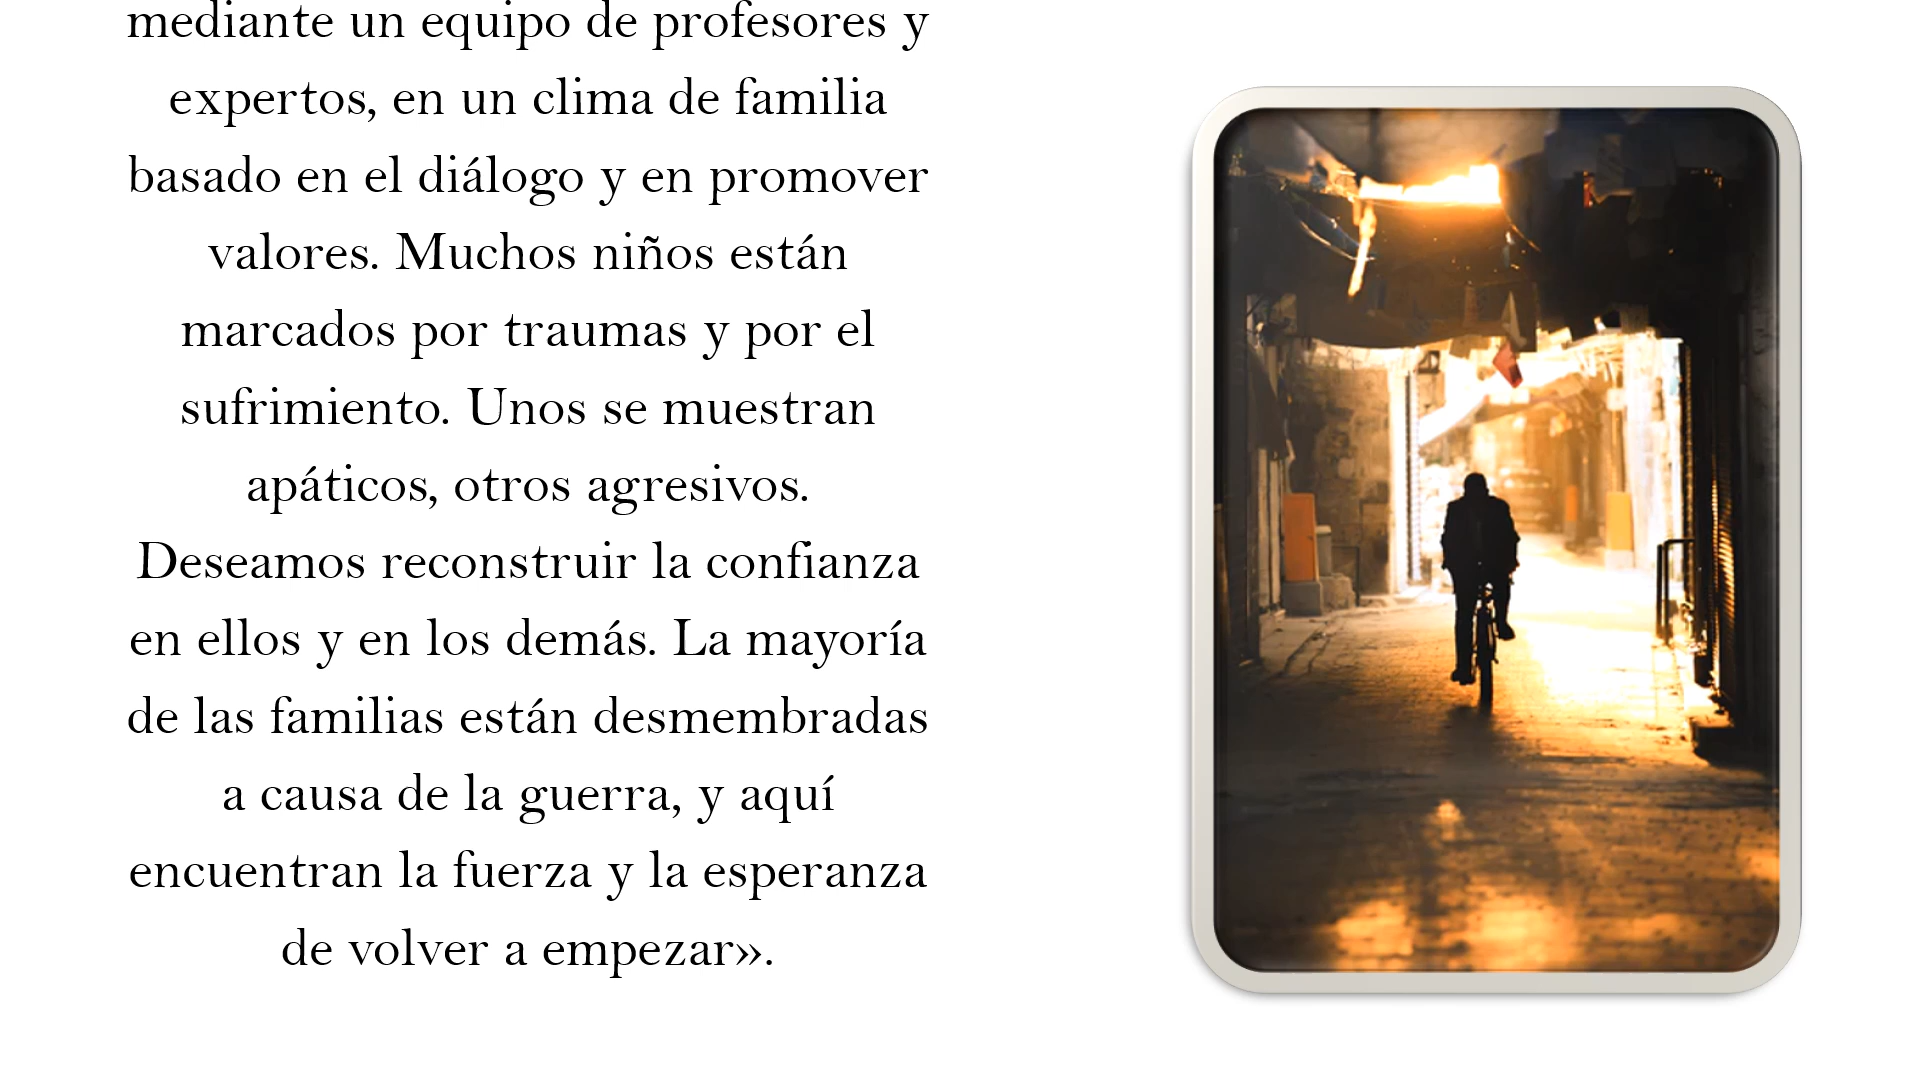 mediante un equipo de profesores y
expertos, en un clima de familia
basado en el diálogo y en promover
valores. Muchos niños están
marcados por traumas y por el
sufrimiento. Unos se muestran
apáticos, otros agresivos.
Deseamos reconstruir la confianza
en ellos y en los demás. La mayoría
de las familias están desmembradas
a causa de la guerra, y aquí
encuentran la fuerza y la esperanza
de volver a empezar».